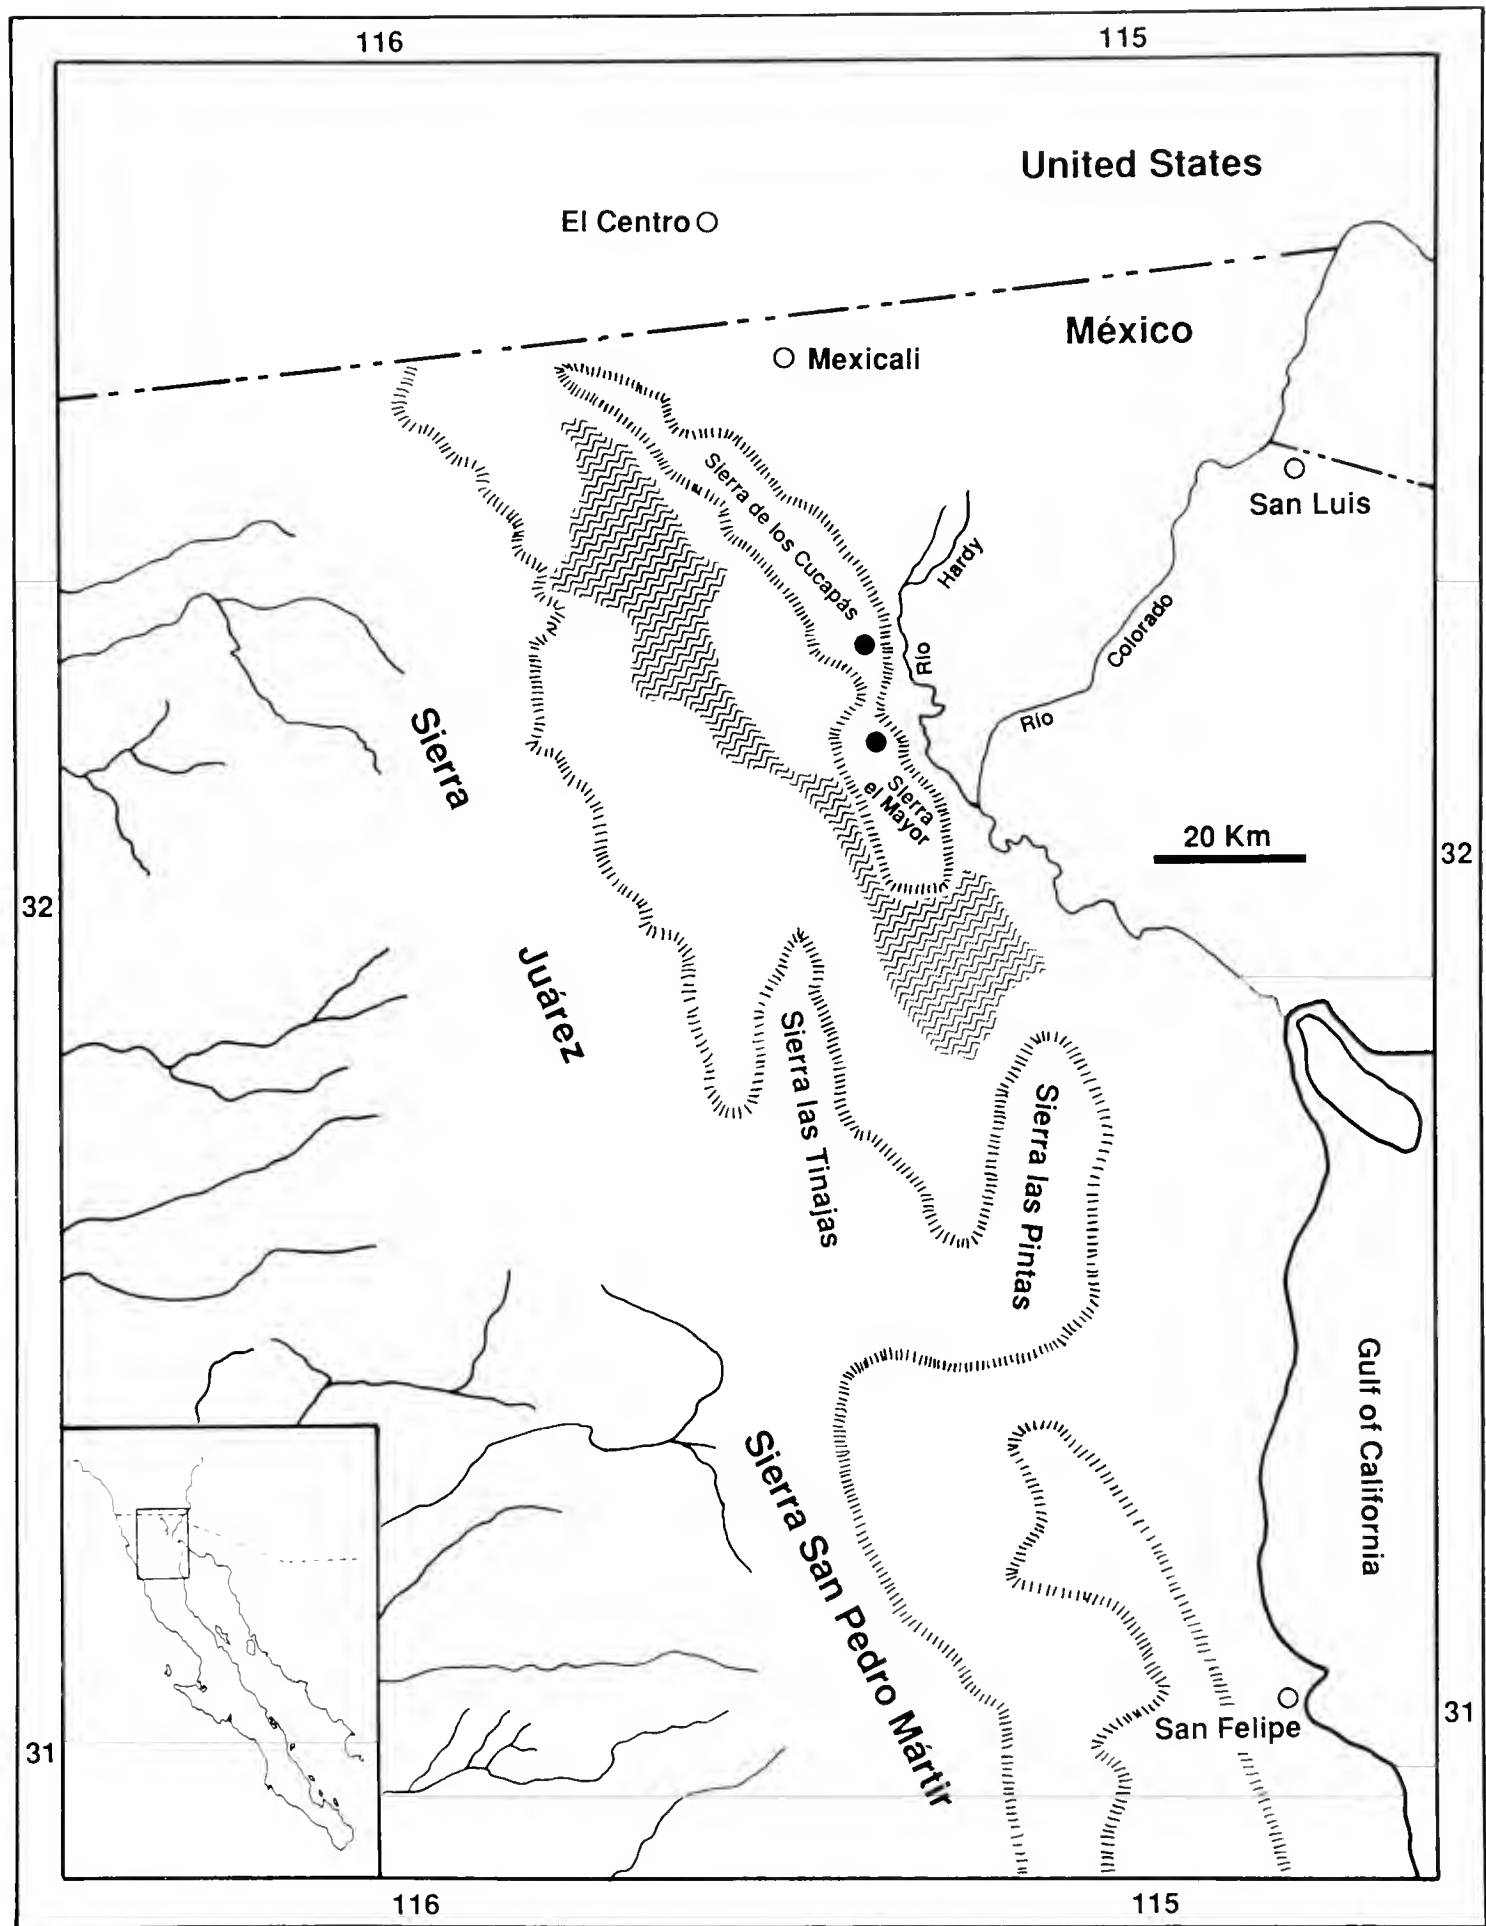 116
115
United States
El Centro
México
Mexicali
San Luis
Sierra de los Cucapás
Hardy
Río
Colorado
Río
Sierra
Sierra
el Mayor
20 Km
32
32
Juárez
Sierra las Tinajas
Sierra las Pintas
Gulf of California
Sierra San Pedro Mártir
San Felipe
31
31
116
115